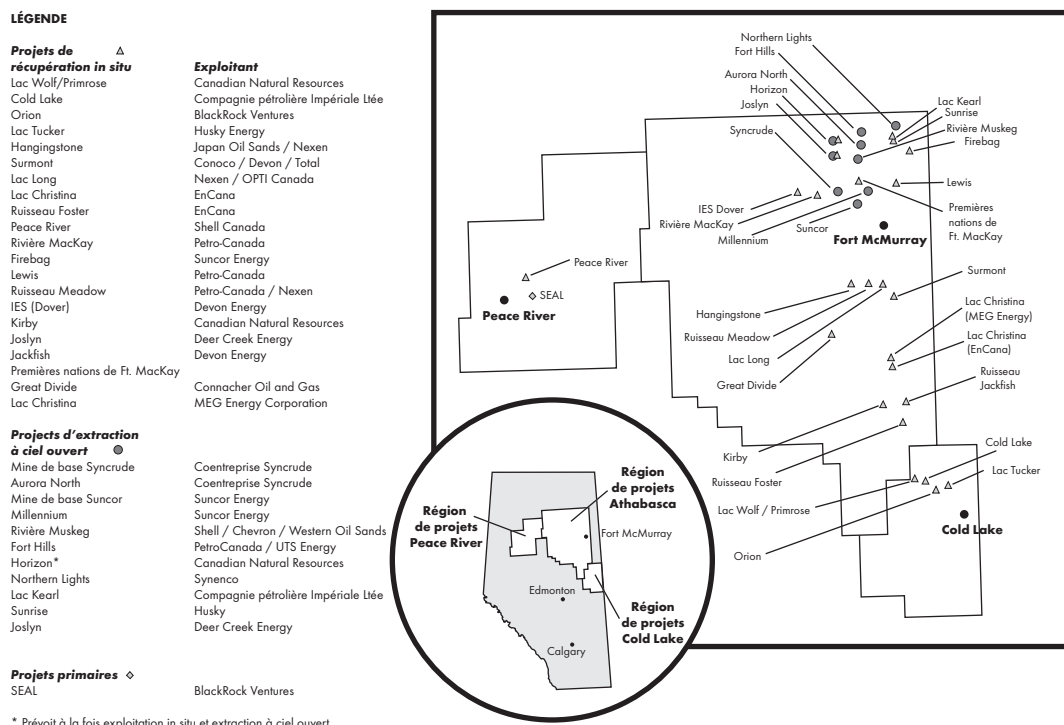 LÉGENDE
Projets de
récupération in situ Exploitant
Lac Wolf/Primrose Canadian Natural Resources
Cold Lake Compagnie pétrolière Impériale Ltée
Orion BlackRock Ventures
Lac Tucker Husky Energy
Hangingstone Japan Oil Sands / Nexen
Surmont Conoco / Devon / Total
Lac Long Nexen / OPTI Canada
Lac Christina EnCana
Ruisseau Foster EnCana
Peace River Shell Canada
Rivière MacKay Petro-Canada
Firebag Suncor Energy
Lewis Petro-Canada
Ruisseau Meadow Petro-Canada / Nexen
IES (Dover) Devon Energy
Kirby Canadian Natural Resources
Joslyn Deer Creek Energy
Jackfish Devon Energy
Premières nations de Ft. MacKay
Great Divide Connacher Oil and Gas
Lac Christina MEG Energy Corporation
Projects d'extraction
à ciel ouvert
Mine de base Syncrude Coentreprise Syncrude
Aurora North Coentreprise Syncrude
Mine de base Suncor Suncor Energy
Millennium Suncor Energy
Rivière Muskeg Shell / Chevron / Western Oil Sands
Fort Hills PetroCanada / UTS Energy
Horizon* Canadian Natural Resources
Northern Lights Synenco
Lac Kearl Compagnie pétrolière Impériale Ltée
Sunrise Husky
Joslyn Deer Creek Energy
Projets primaires
SEAL BlackRock Ventures
* Prévoit à la fois exploitation in situ et extraction à ciel ouvert
Northern Lights
Fort Hills
Aurora North
Horizon
Joslyn
Syncrude
Lac Kearl
Sunrise
Rivière Muskeg
Firebag
Lewis
Premières
nations de
Ft. MacKay
IES Dover
Rivière MacKay
Millennium
Suncor
Fort McMurray
Peace River
SEAL
Peace River
Surmont
Hangingstone
Ruisseau Meadow
Lac Long
Great Divide
Lac Christina
(MEG Energy)
Lac Christina
(EnCana)
Ruisseau
Jackfish
Kirby
Ruisseau Foster
Cold Lake
Lac Tucker
Lac Wolf / Primrose
Orion
Cold Lake
Région
de projets
Athabasca
Région
de projets
Peace River
Fort McMurray
Edmonton
Région
de projets
Cold Lake
Calgary